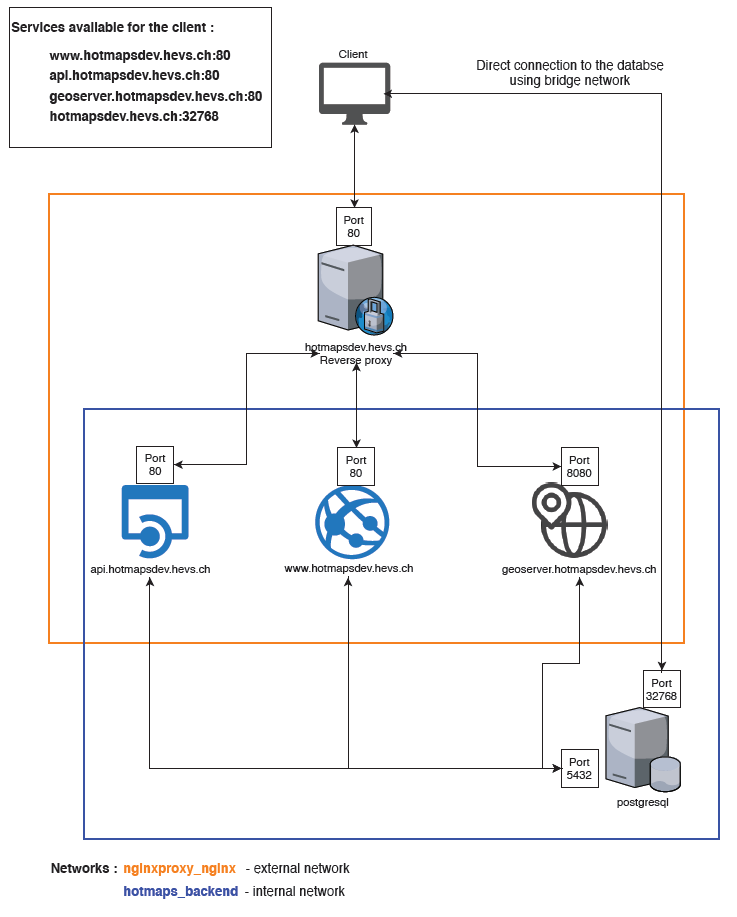 Services available for the client :
www.hotmapsdev.hevs.ch:80
api.hotmapsdev.hevs.ch:80
geoserver.hotmapsdev.hevs.ch:80
hotmapsdev.hevs.ch:32768
Client
Direct connection to the databse
using bridge network
Port
80
hotmapsdev.hevs.ch
Reverse proxy
Port
80
Port
80
Port
8080
api.hotmapsdev.hevs.ch
www.hotmapsdev.hevs.ch
geoserver.hotmapsdev.hevs.ch
Port
32768
Port
5432
postgresql
Networks : nginxproxy_nginx - external network
hotmaps_backend - internal network